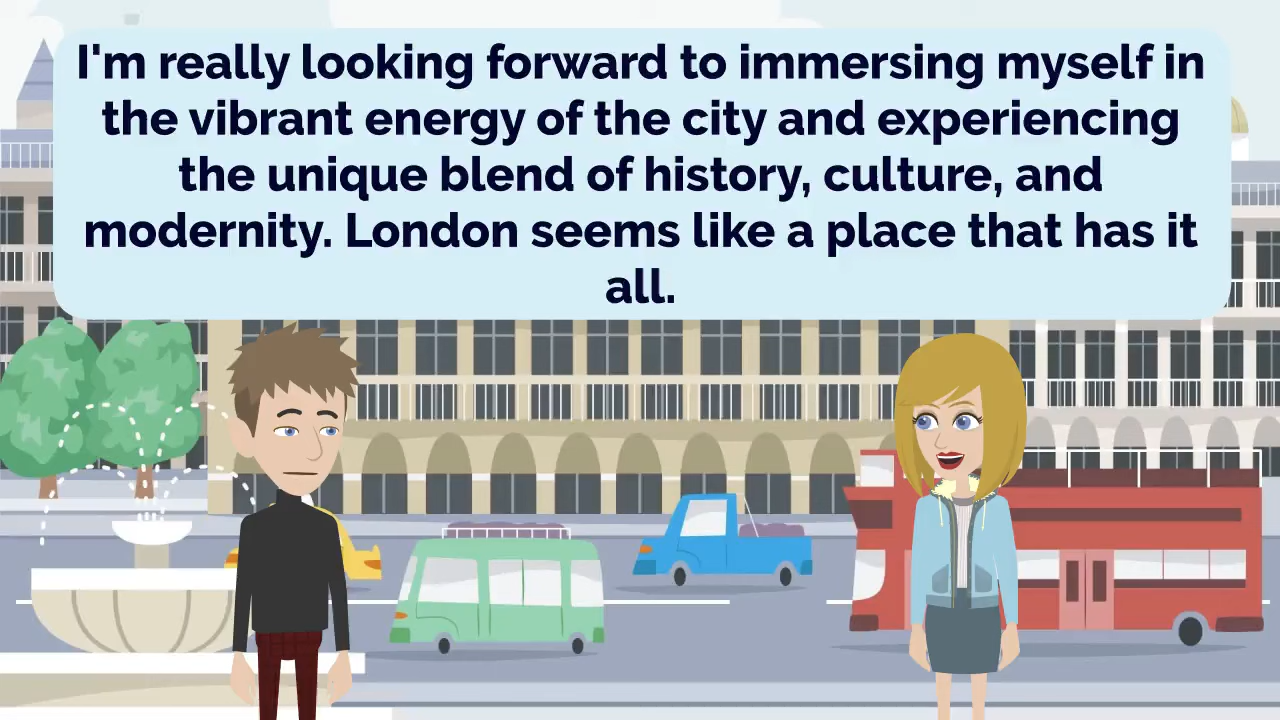 I'm really looking forward to immersing myself in
the vibrant energy of the city and experiencing
the unique blend of history, culture, and
modernity. London seems like a place that has it
all.